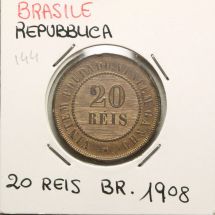 BRASILE
REPUBBLICA
144
20
REIS
20 REIS BR. 1908